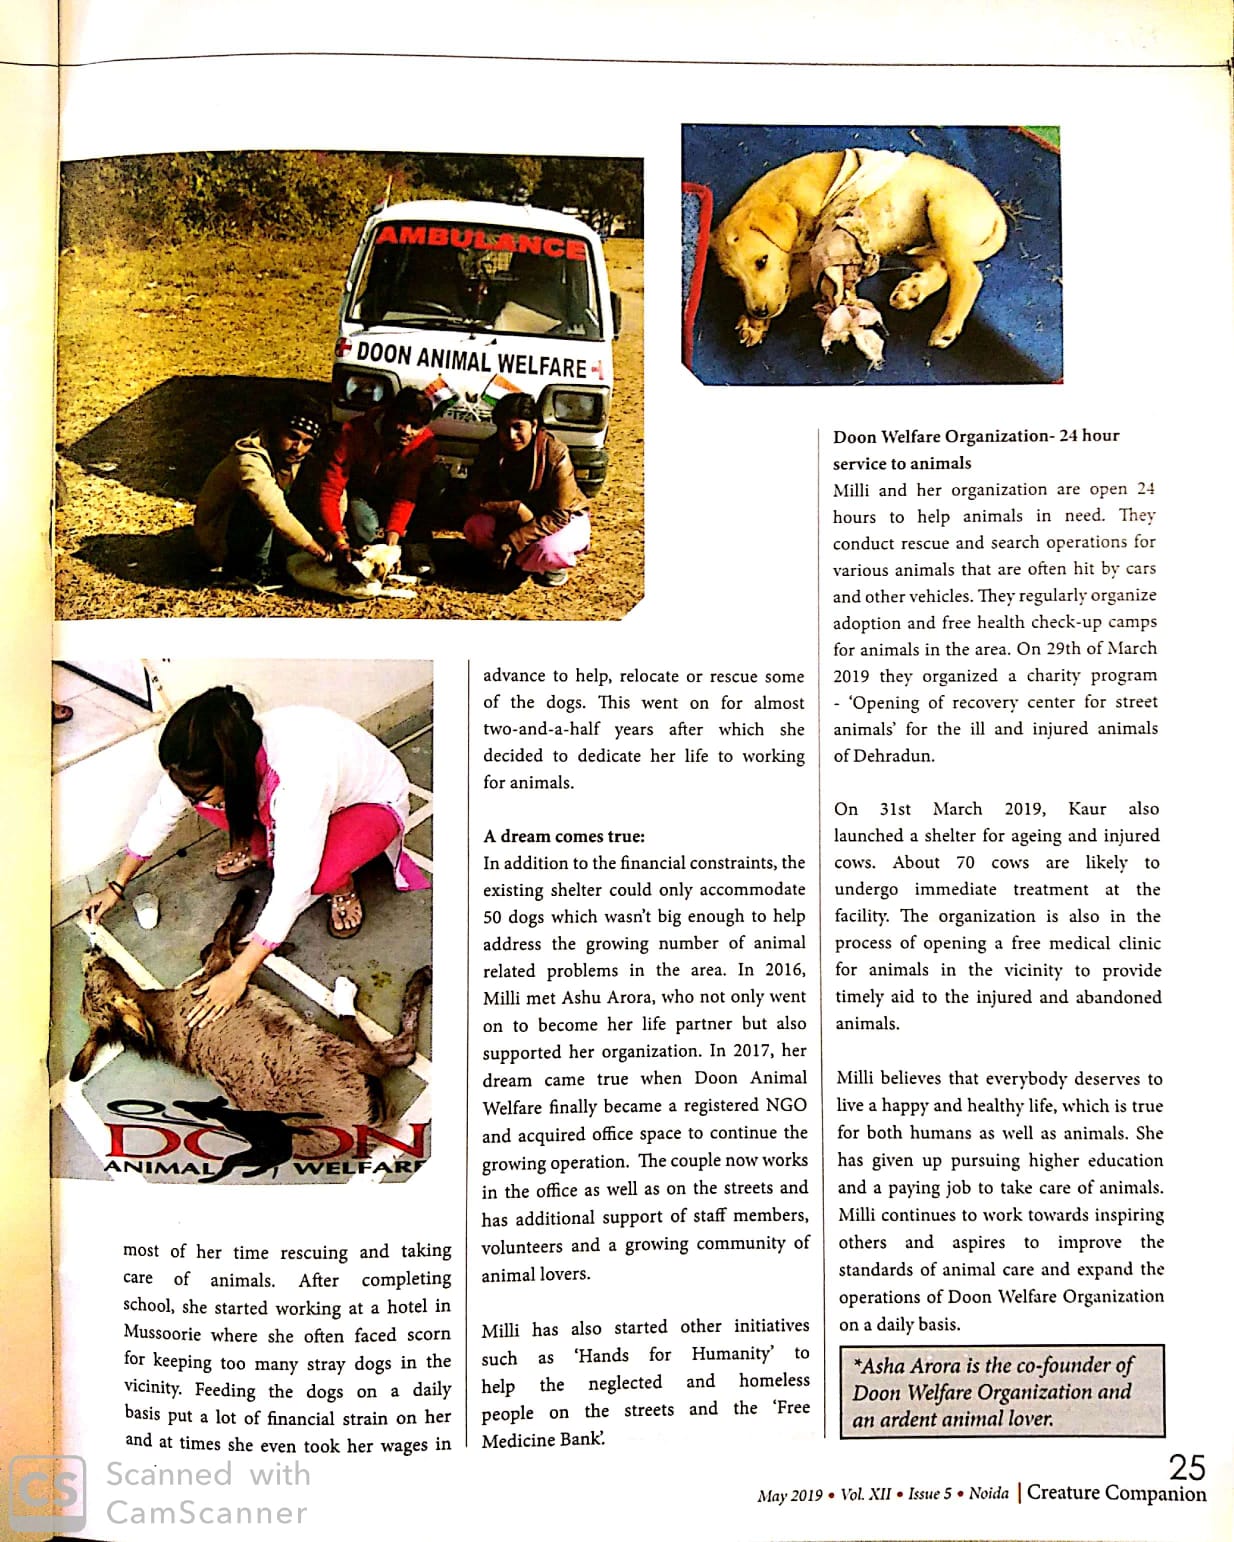 AMBULANCE
DOON ANIMAL WELFARE
DOON
ANIMAL WELFARE
most of her time rescuing and taking
care of animals. After completing
school, she started working at a hotel in
Mussoorie where she often faced scorn
for keeping too many stray dogs in the
vicinity. Feeding the dogs on a daily
basis put a lot of financial strain on her
and at times she even took her wages in
advance to help, relocate or rescue some
of the dogs. This went on for almost
two-and-a-half years after which she
decided to dedicate her life to working
for animals.
A dream comes true:
In addition to the financial constraints, the
existing shelter could only accommodate
50 dogs which wasn't big enough to help
address the growing number of animal
related problems in the area. In 2016,
Milli met Ashu Arora, who not only went
on to become her life partner but also
supported her organization. In 2017, her
dream came true when Doon Animal
Welfare finally became a registered NGO
and acquired office space to continue the
growing operation. The couple now works
in the office as well as on the streets and
has additional support of staff members,
volunteers and a growing community of
animal lovers.
Milli has also started other initiatives
such as 'Hands for Humanity' to
help the neglected and homeless
people on the streets and the 'Free
Medicine Bank'.
Doon Welfare Organization- 24 hour
service to animals
Milli and her organization are open 24
hours to help animals in need. They
conduct rescue and search operations for
various animals that are often hit by cars
and other vehicles. They regularly organize
adoption and free health check-up camps
for animals in the area. On 29th of March
2019 they organized a charity program
- 'Opening of recovery center for street
animals' for the ill and injured animals
of Dehradun.
On 31st March 2019, Kaur also
launched a shelter for ageing and injured
cows. About 70 cows are likely to
undergo immediate treatment at the
facility. The organization is also in the
process of opening a free medical clinic
for animals in the vicinity to provide
timely aid to the injured and abandoned
animals.
Milli believes that everybody deserves to
live a happy and healthy life, which is true
for both humans as well as animals. She
has given up pursuing higher education
and a paying job to take care of animals.
Milli continues to work towards inspiring
others and aspires to improve the
standards of animal care and expand the
operations of Doon Welfare Organization
on a daily basis.
*Asha Arora is the co-founder of
Doon Welfare Organization and
an ardent animal lover.
25
May 2019 • Vol. XII • Issue 5 • Noida | Creature Companion
CS
Scanned with
CamScanner